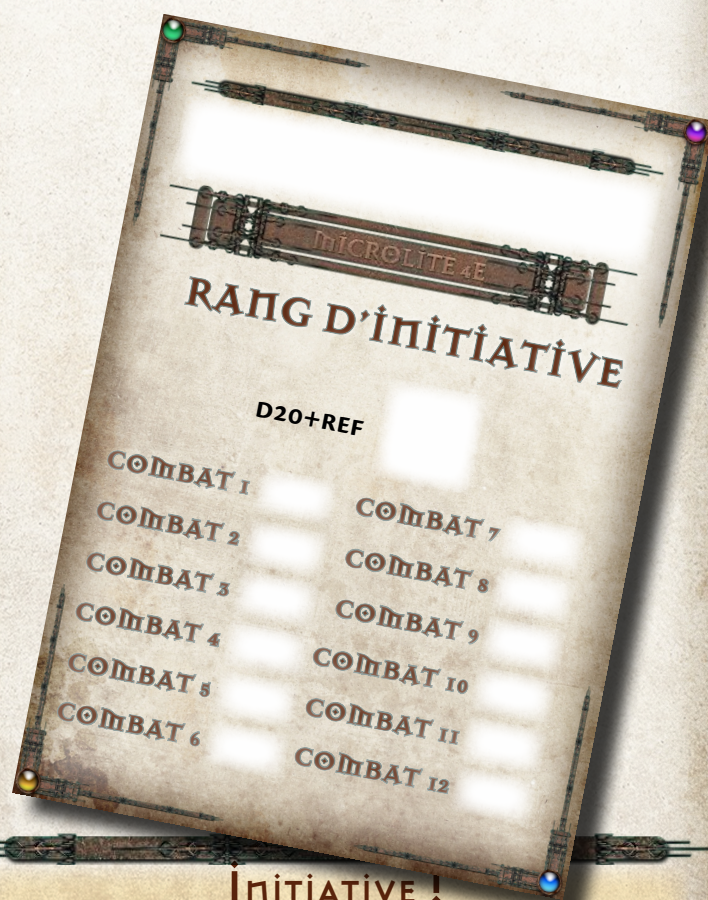 MICROLITE 4E
RANG D'INITIATIVE
D20+REF
COMBAT 1
COMBAT 2
COMBAT 3
COMBAT 4
COMBAT 5
COMBAT 6
COMBAT 7
COMBAT 8
COMBAT 9
COMBAT 10
COMBAT 11
COMBAT 12
INITIATIVE !